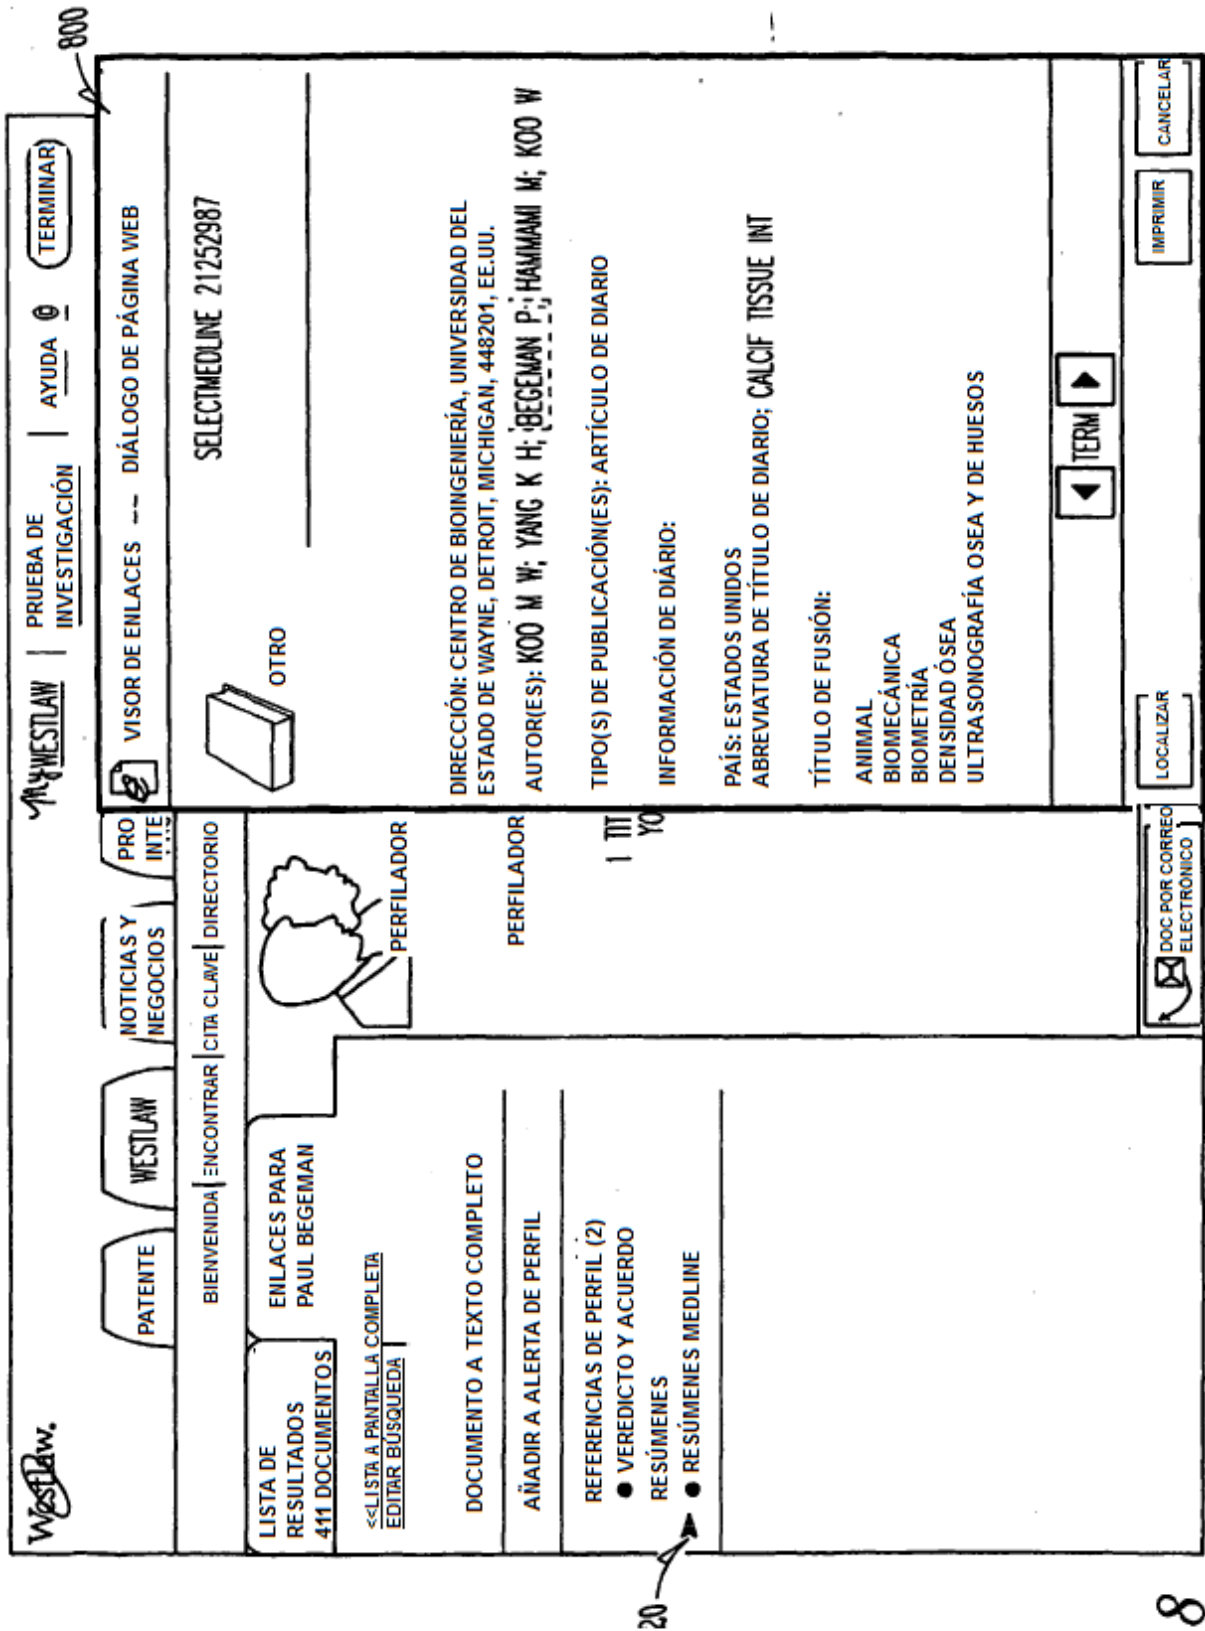 800
Westlaw.
MyWESTLAW | PRUEBA DE
INVESTIGACIÓN | AYUDA TERMINAR
PATENTE
WESTLAW
NOTICIAS Y
NEGOCIOS
PRO
INTE
BIENVENIDA | ENCONTRAR | CITA CLAVE | DIRECTORIO
LISTA DE
RESULTADOS
411 DOCUMENTOS
ENLACES PARA
PAUL BEGEMAN
<<LISTA A PANTALLA COMPLETA
EDITAR BÚSQUEDA
DOCUMENTO A TEXTO COMPLETO
AÑADIR A ALERTA DE PERFIL
REFERENCIAS DE PERFIL (2)
● VEREDICTO Y ACUERDO
RESÚMENES
● RESÚMENES MEDLINE
20
PERFILADOR
PERFILADOR
1 TIT
YO
VISOR DE ENLACES -- DIÁLOGO DE PÁGINA WEB
SELECTMEDLINE 21252987
OTRO
DIRECCIÓN: CENTRO DE BIOINGENIERÍA, UNIVERSIDAD DEL
ESTADO DE WAYNE, DETROIT, MICHIGAN, 448201, EE.UU.
AUTOR(ES): KOO M W; YANG K H; BEGEMAN P; HAMMAMI M; KOO W
TIPO(S) DE PUBLICACIÓN(ES): ARTÍCULO DE DIARIO
INFORMACIÓN DE DIÁRIO:
PAÍS: ESTADOS UNIDOS
ABREVIATURA DE TÍTULO DE DIARIO; CALCIF TISSUE INT
TÍTULO DE FUSIÓN:
ANIMAL
BIOMECÁNICA
BIOMETRÍA
DENSIDAD ÓSEA
ULTRASONOGRAFÍA OSEA Y DE HUESOS
TERM
DOC POR CORREO
ELECTRÓNICO
LOCALIZAR
IMPRIMIR
CANCELAR
8